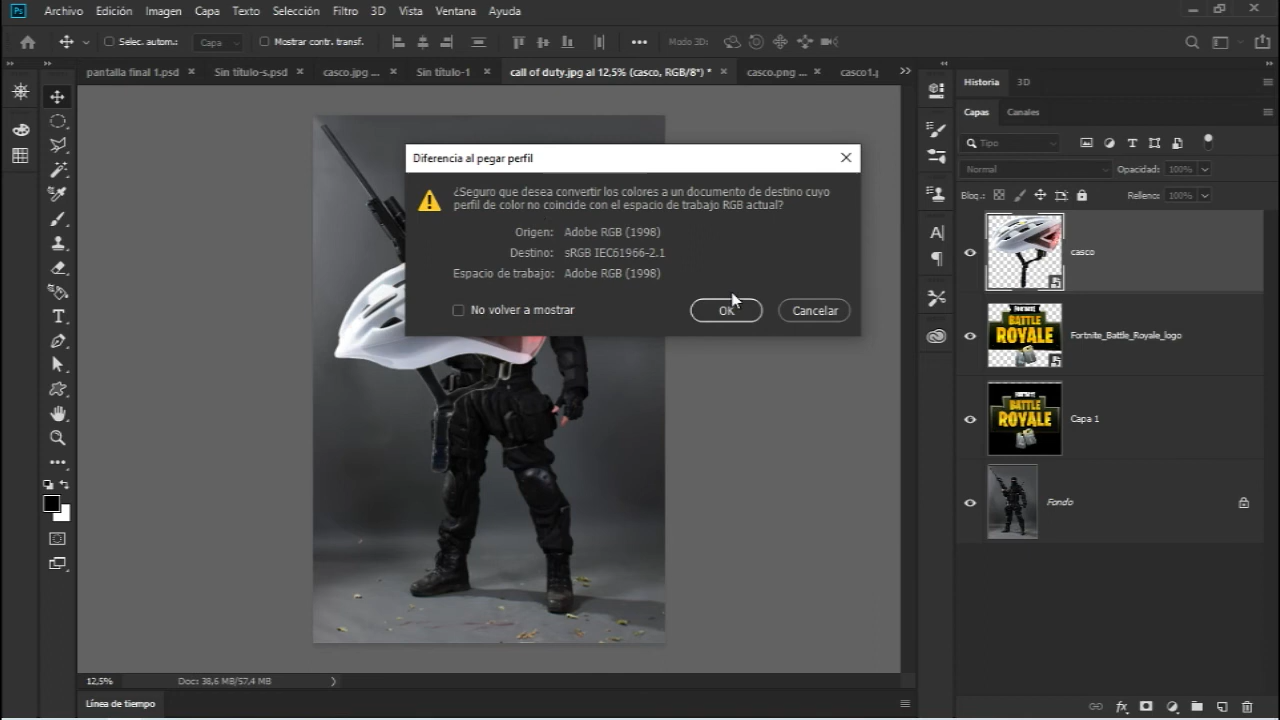 Ps Archivo Edición Imagen Capa Texto Selección Filtro 3D Vista Ventana Ayuda
Selec. autom.: Capa Mostrar contr. transf. Modo 3D:
pantalla final 1.psd × Sin título-s.psd × casco.jpg ... × Sin título-1 × call of duty.jpg al 12,5% (casco, RGB/8*) * × casco.png ... × casco1.j
Historia 3D
Capas Canales
Tipo
Normal Opacidad: 100%
Bloq.: Relleno: 100%
Diferencia al pegar perfil
¿Seguro que desea convertir los colores a un documento de destino cuyo
perfil de color no coincide con el espacio de trabajo RGB actual?
Origen: Adobe RGB (1998)
Destino: sRGB IEC61966-2.1
Espacio de trabajo: Adobe RGB (1998)
No volver a mostrar OK Cancelar
casco
BATTLE
ROYALE
Fortnite_Battle_Royale_logo
BATTLE
ROYALE
Capa 1
Fondo
12,5% Doc: 38,6 MB/57,4 MB
Línea de tiempo